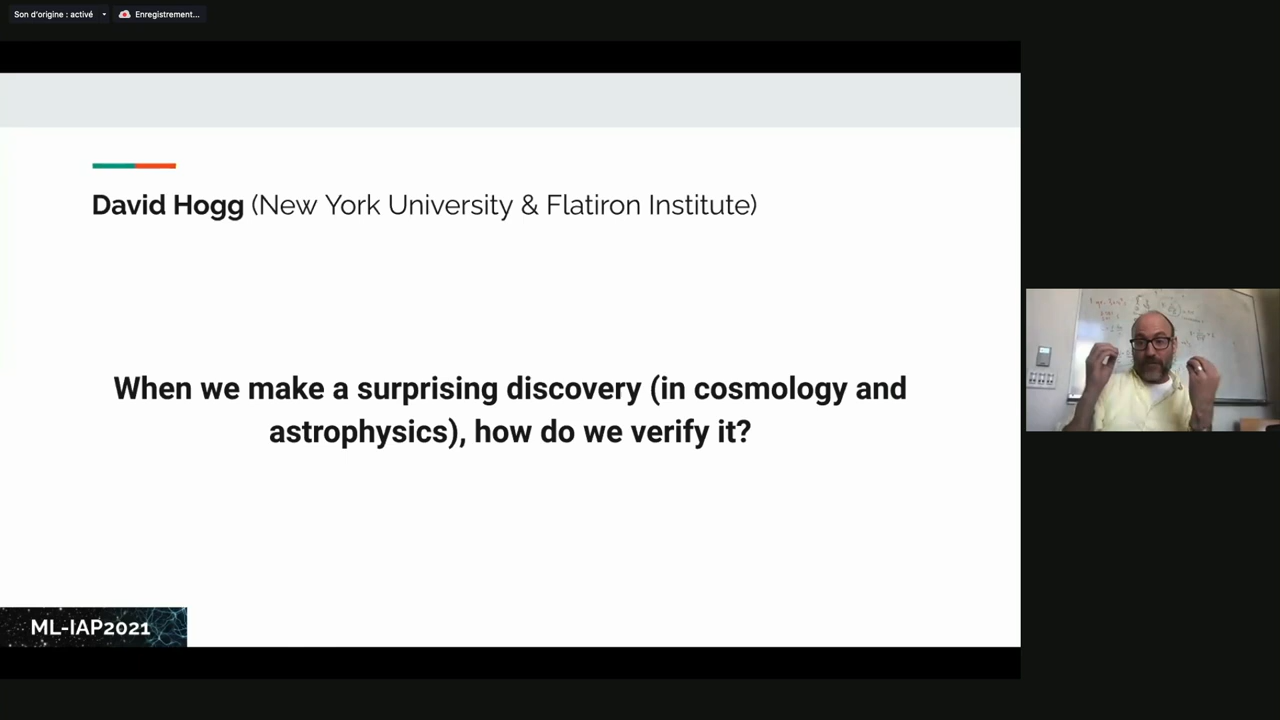 Son d'origine : activé
Enregistrement...
David Hogg (New York University & Flatiron Institute)
When we make a surprising discovery (in cosmology and
astrophysics), how do we verify it?
ML-IAP2021